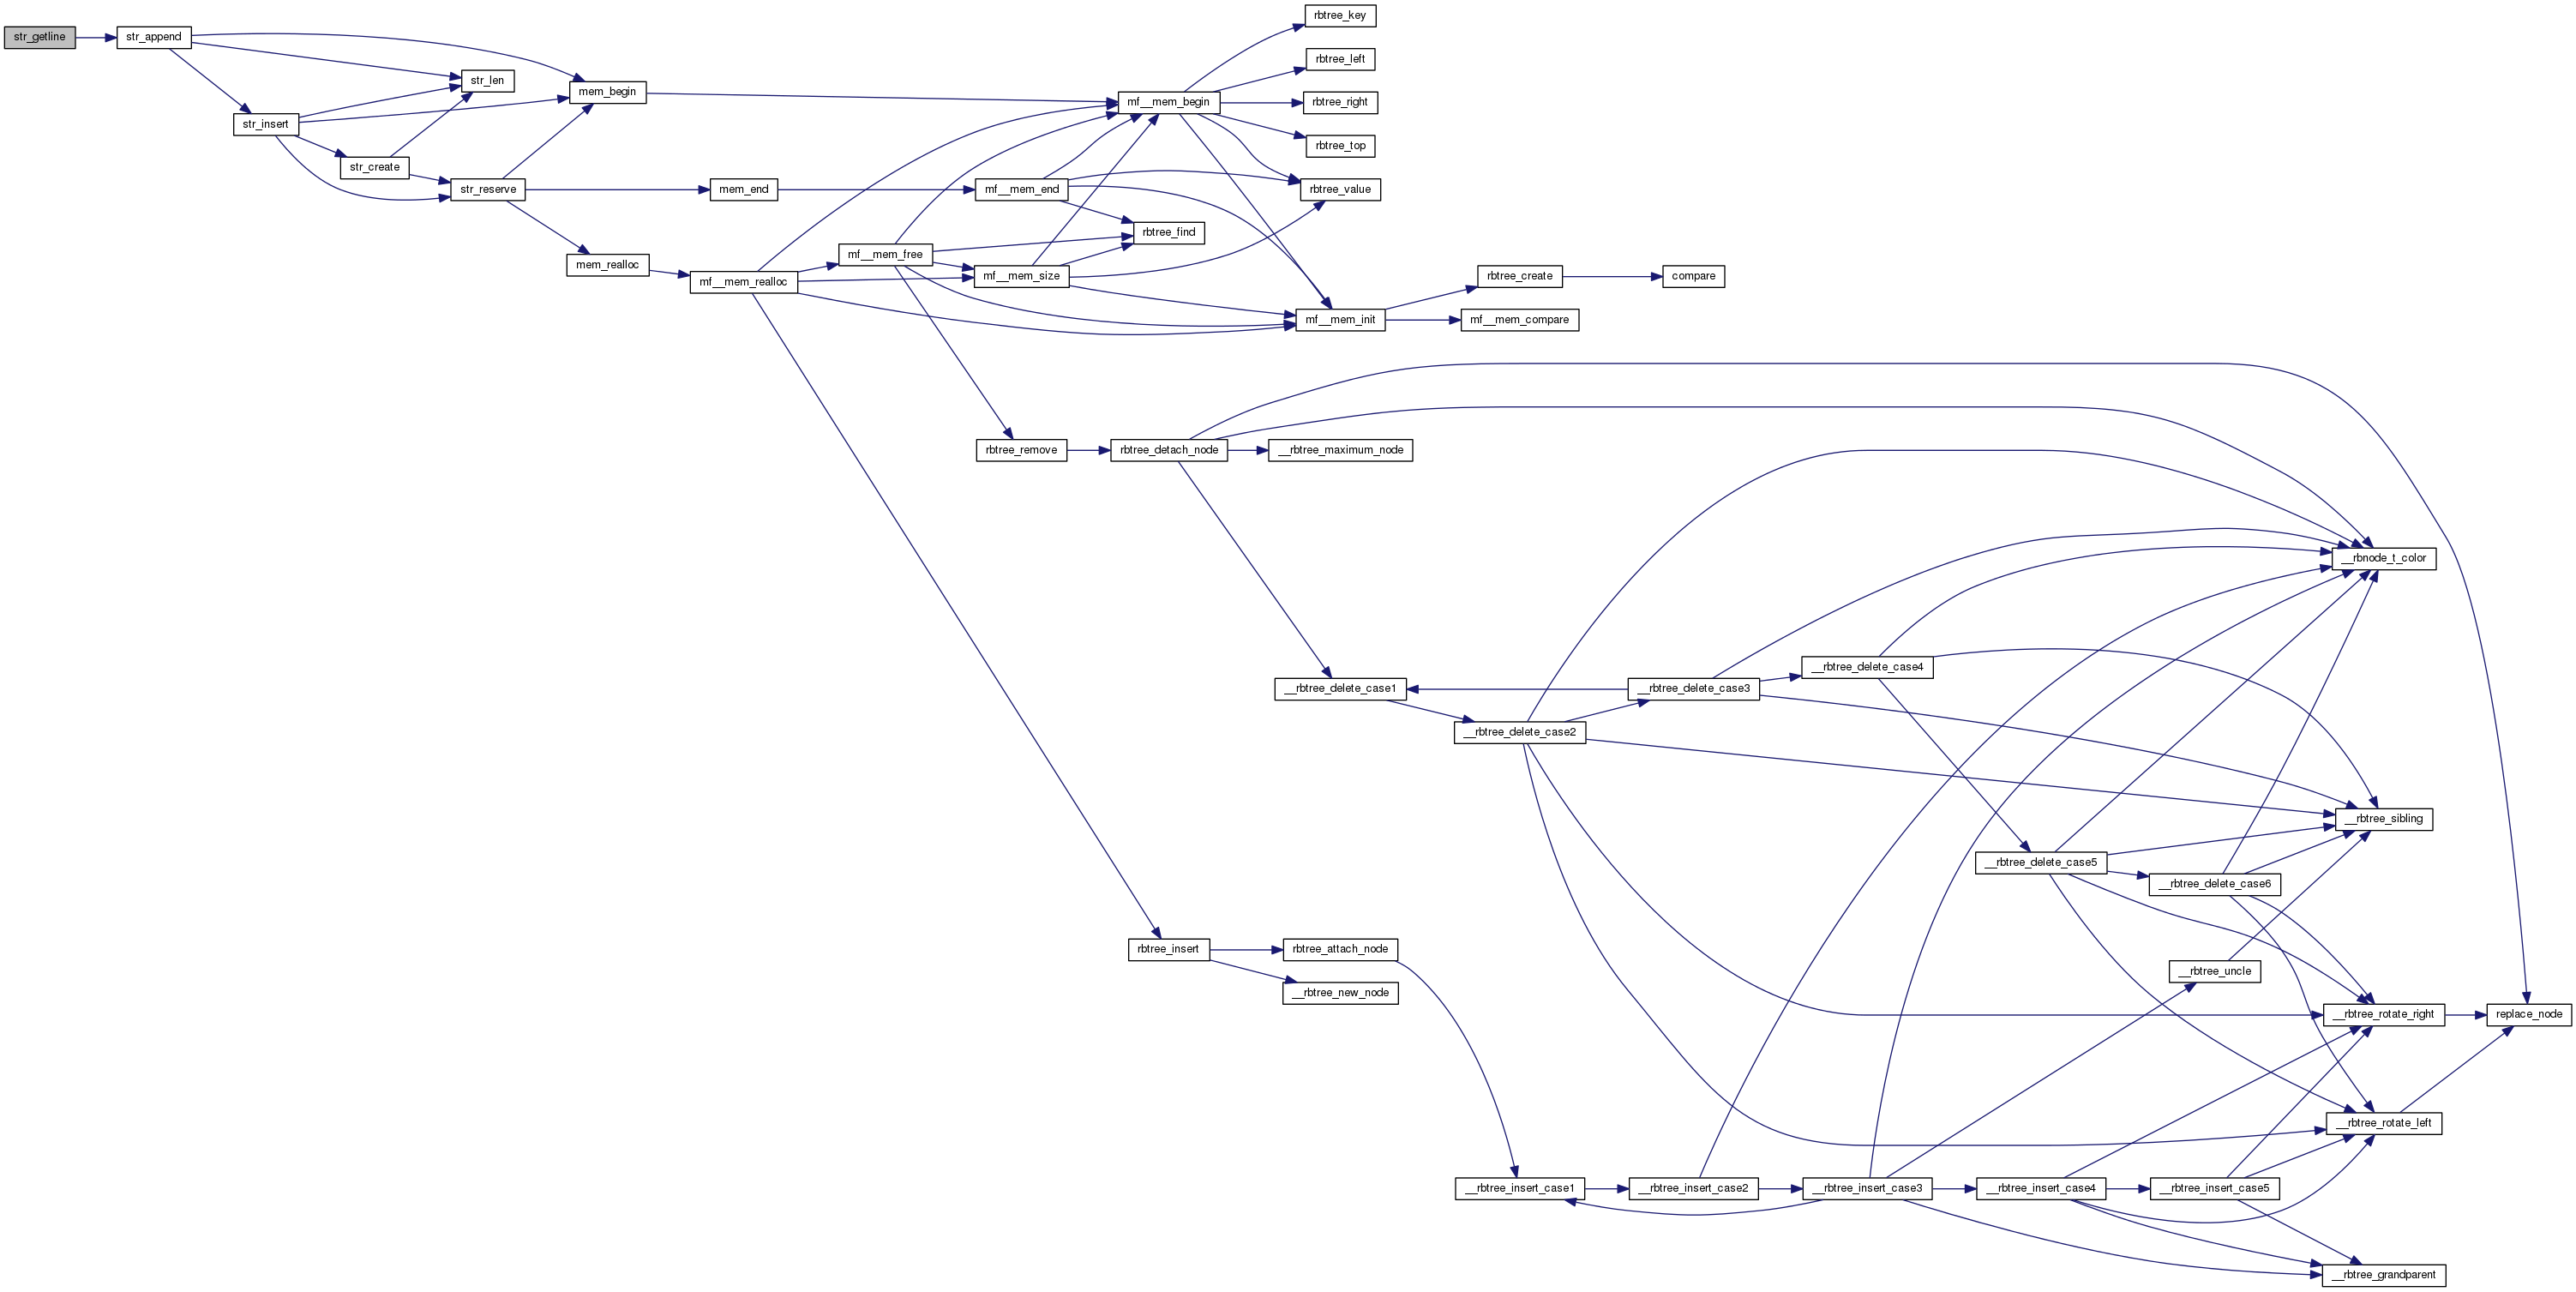 str_getline
str_append
str_len
mem_begin
str_insert
str_create
str_reserve
mem_end
mem_realloc
mf__mem_realloc
mf__mem_free
mf__mem_begin
mf__mem_end
mf__mem_size
rbtree_key
rbtree_left
rbtree_right
rbtree_top
rbtree_value
rbtree_find
mf__mem_init
rbtree_create
compare
mf__mem_compare
rbtree_remove
rbtree_detach_node
__rbtree_maximum_node
__rbnode_t_color
__rbtree_delete_case1
__rbtree_delete_case2
__rbtree_delete_case3
__rbtree_delete_case4
__rbtree_sibling
__rbtree_delete_case5
__rbtree_delete_case6
rbtree_insert
rbtree_attach_node
__rbtree_new_node
__rbtree_uncle
__rbtree_rotate_right
replace_node
__rbtree_rotate_left
__rbtree_insert_case1
__rbtree_insert_case2
__rbtree_insert_case3
__rbtree_insert_case4
__rbtree_insert_case5
__rbtree_grandparent